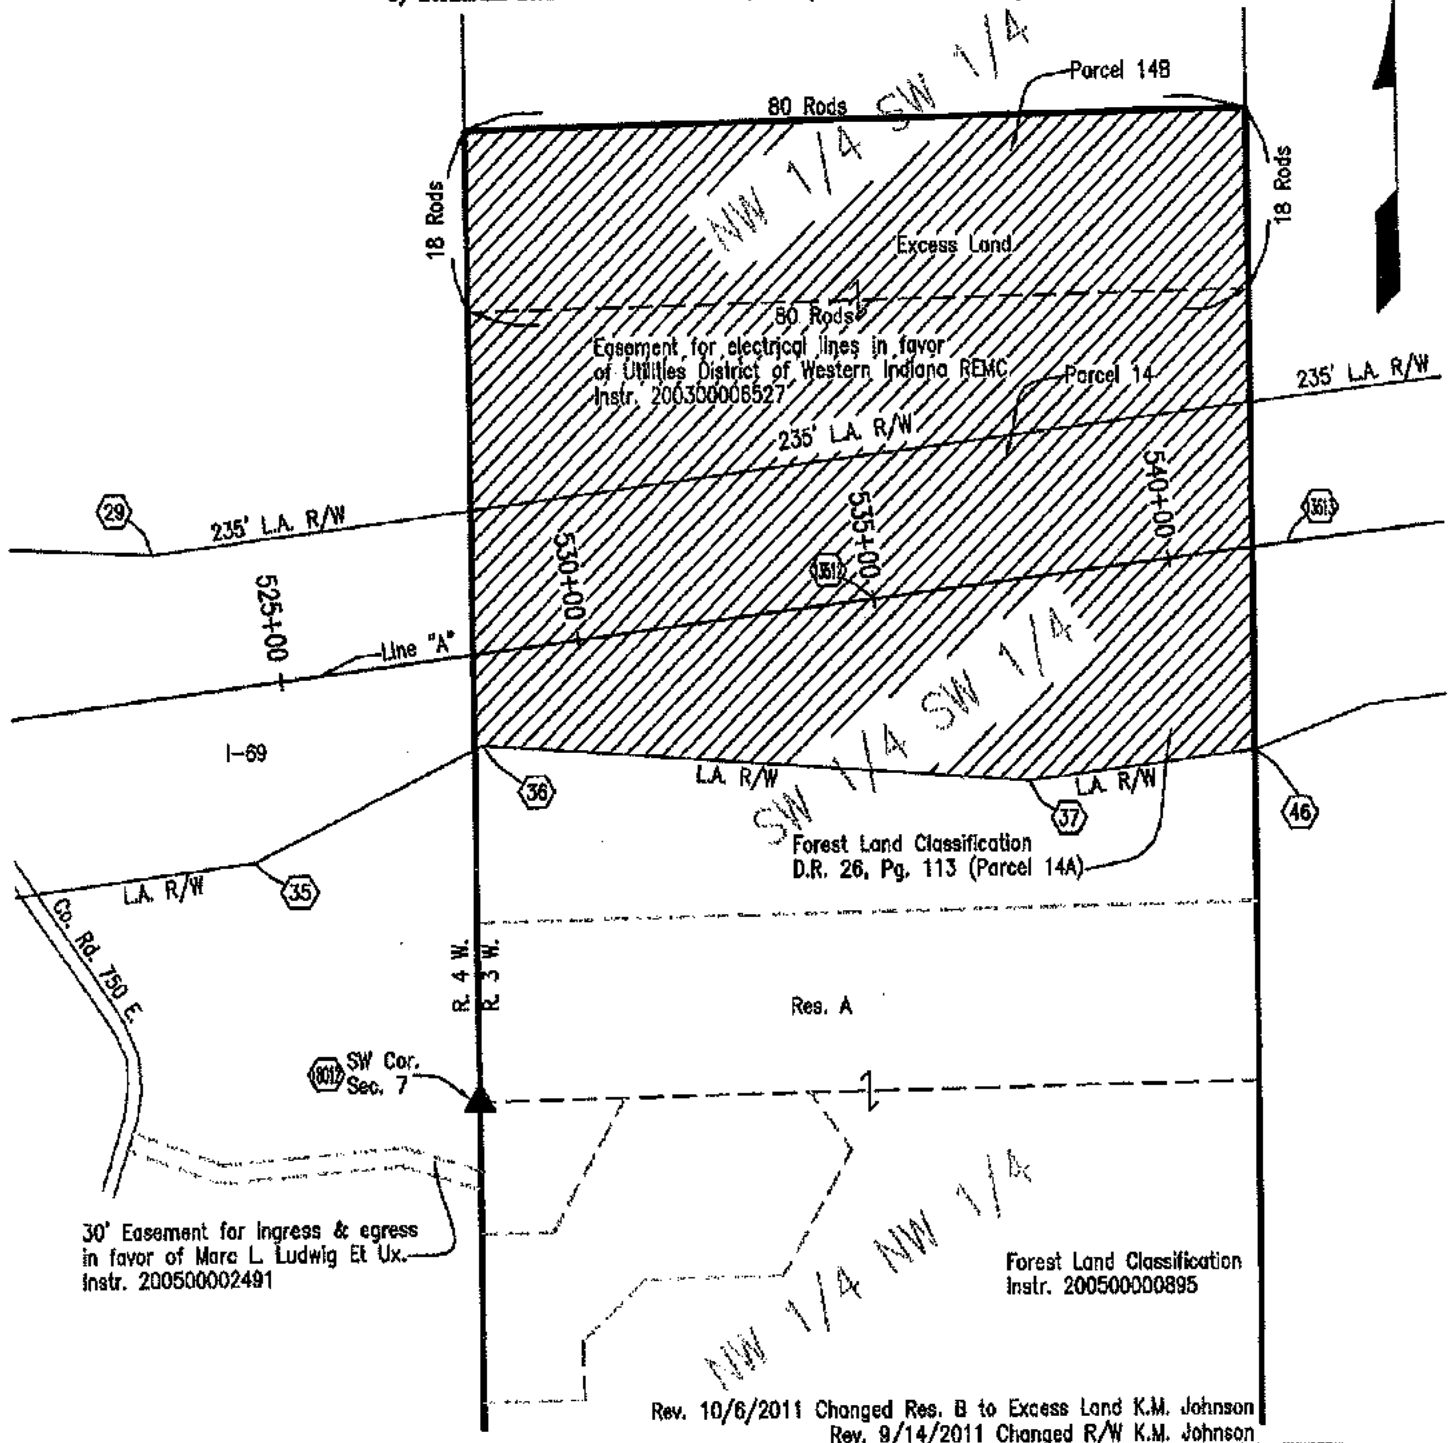 NW 1/4 SW 1/4
Parcel 14B
80 Rods
18 Rods
18 Rods
Excess Land
80 Rods
Easement for electrical lines in favor
of Utilities District of Western Indiana REMC
Instr. 200300006527
Parcel 14
235' L.A. R/W
235' L.A. R/W
29
235' L.A. R/W
525+00
530+00
535+00
540+00
13612
13613
Line "A"
I-69
SW 1/4 SW 1/4
L.A. R/W
L.A. R/W
36
37
46
L.A. R/W
35
Forest Land Classification
D.R. 26, Pg. 113 (Parcel 14A)
Co. Rd. 750 E.
R. 4 W.
R. 3 W.
Res. A
SW Cor.
Sec. 7
30' Easement for ingress & egress
in favor of Marc L. Ludwig Et Ux.
Instr. 200500002491
NW 1/4 NW 1/4
Forest Land Classification
Instr. 200500000895
Rev. 10/6/2011 Changed Res. B to Excess Land K.M. Johnson
Rev. 9/14/2011 Changed R/W K.M. Johnson